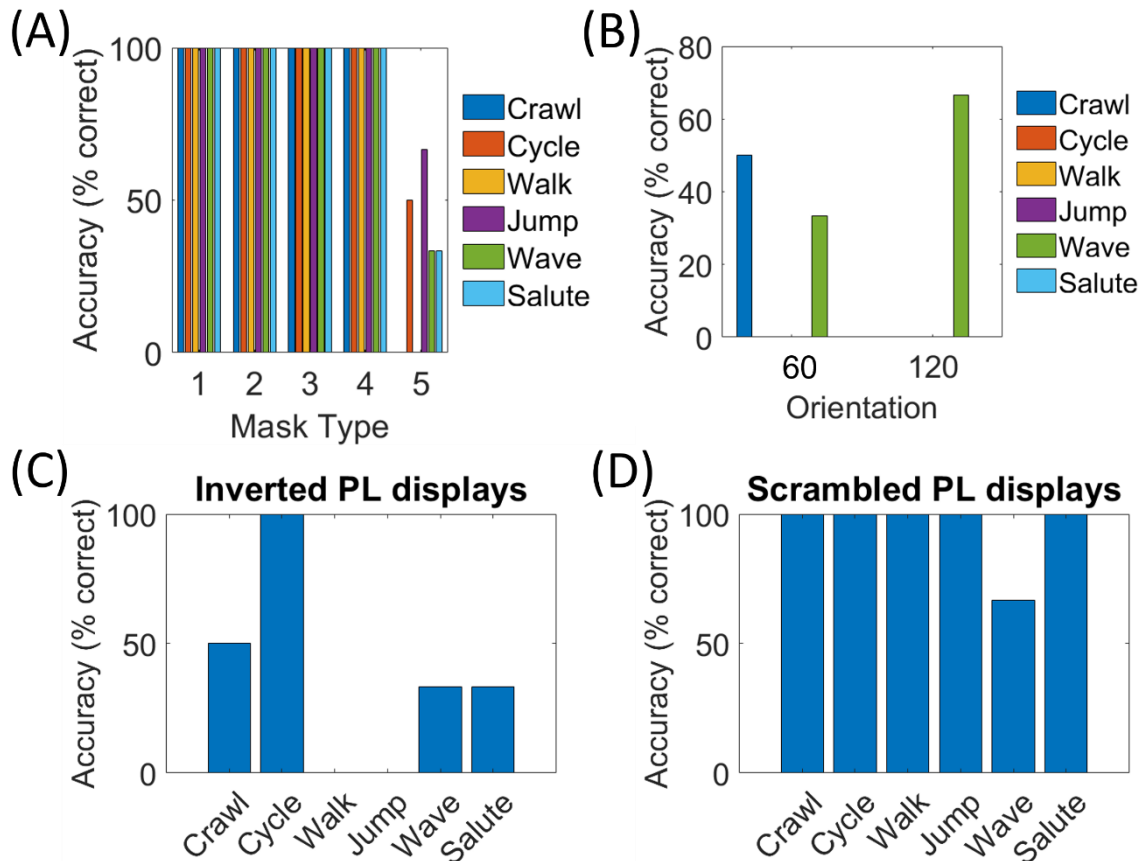 (A)
Accuracy (% correct)
100
50
0
1 2 3 4 5
Mask Type
Crawl
Cycle
Walk
Jump
Wave
Salute
(B)
Accuracy (% correct)
80
60
40
20
0
60 120
Orientation
Crawl
Cycle
Walk
Jump
Wave
Salute
(C)
Inverted PL displays
Accuracy (% correct)
100
50
0
Crawl Cycle Walk Jump Wave Salute
(D)
Scrambled PL displays
Accuracy (% correct)
100
50
0
Crawl Cycle Walk Jump Wave Salute